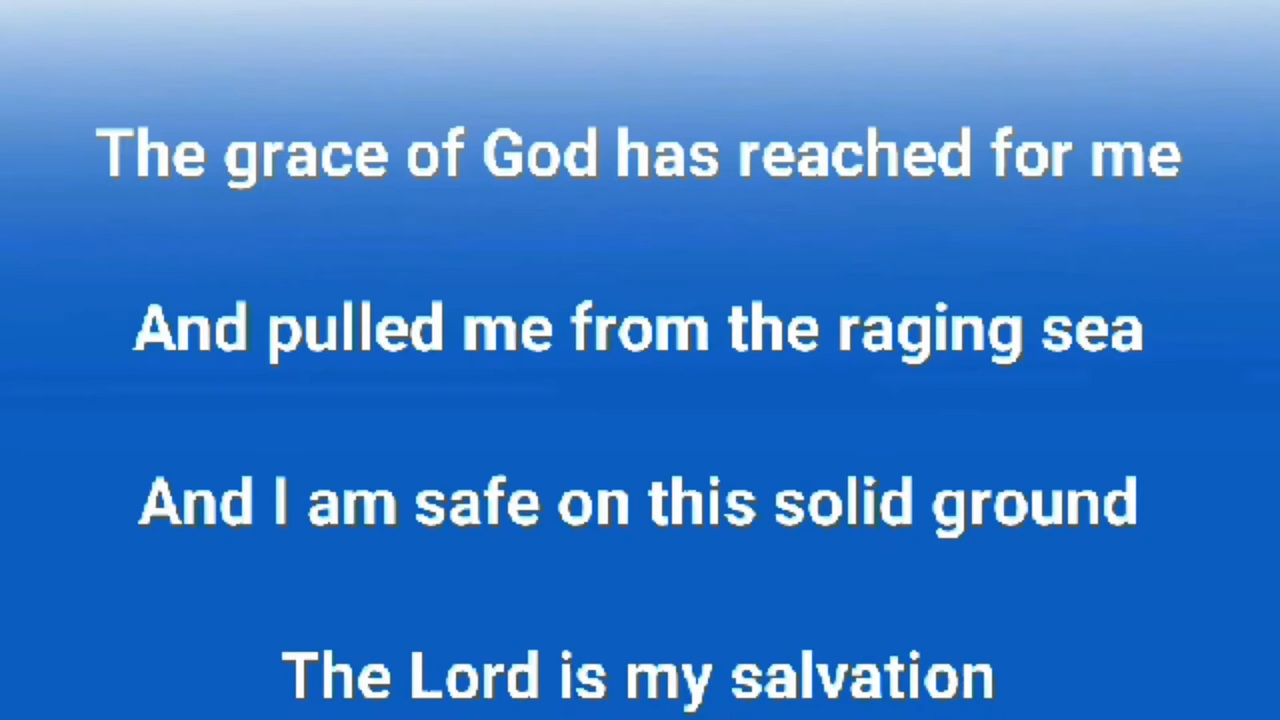 The grace of God has reached for me
And pulled me from the raging sea
And I am safe on this solid ground
The Lord is my salvation